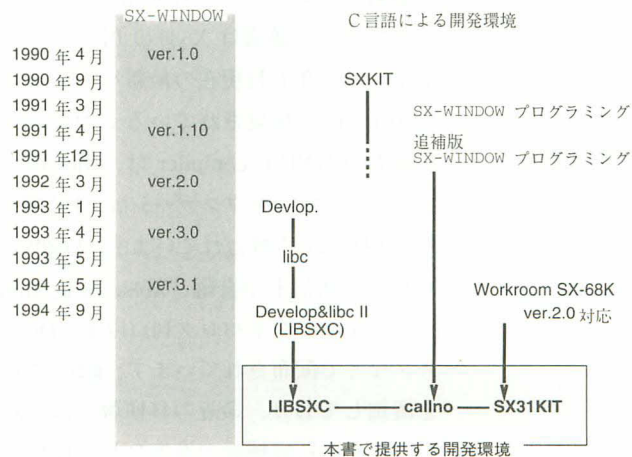 SX-WINDOW
C言語による開発環境
1990年4月 ver.1.0
1990年9月 SXKIT
1991年3月 SX-WINDOW プログラミング
1991年4月 ver.1.10
追補版
1991年12月 SX-WINDOW プログラミング
1992年3月 ver.2.0
1993年1月 Devlop.
1993年4月 ver.3.0
1993年5月 libc
1994年5月 ver.3.1
Workroom SX-68K
1994年9月 Develop&libc II
ver.2.0 対応
(LIBSXC)
LIBSXC callno SX31KIT
本書で提供する開発環境